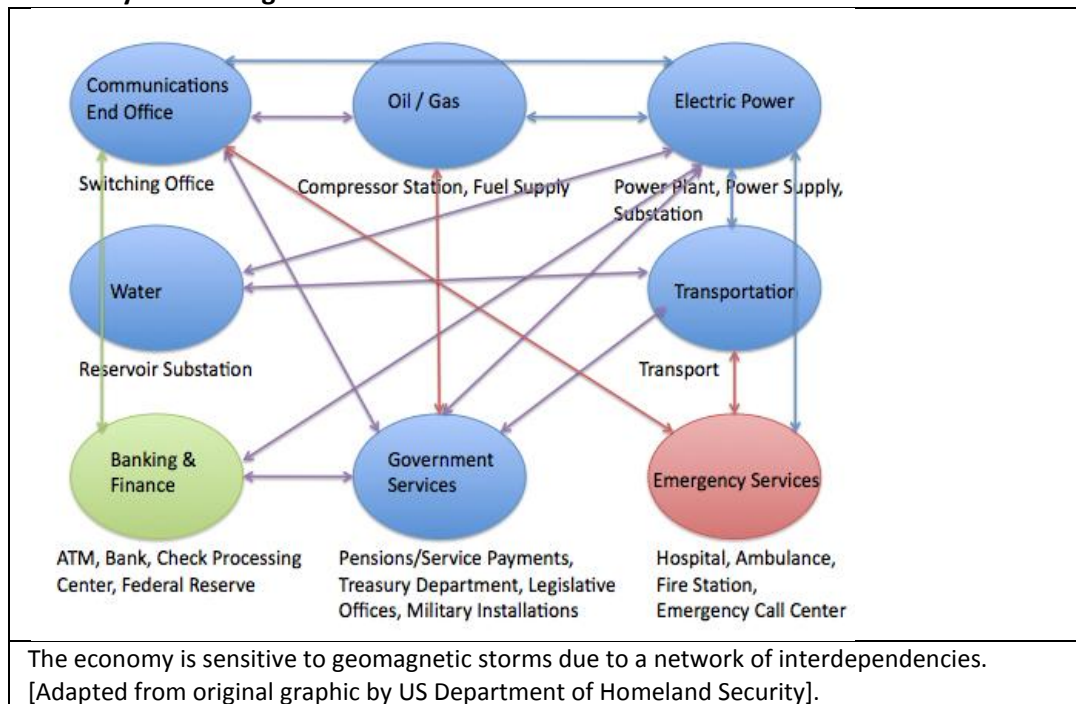 Communications
End Office
Oil / Gas
Electric Power
Switching Office
Compressor Station, Fuel Supply
Power Plant, Power Supply,
Substation
Water
Transportation
Reservoir Substation
Transport
Banking &
Finance
Government
Services
Emergency Services
ATM, Bank, Check Processing
Center, Federal Reserve
Pensions/Service Payments,
Treasury Department, Legislative
Offices, Military Installations
Hospital, Ambulance,
Fire Station,
Emergency Call Center
The economy is sensitive to geomagnetic storms due to a network of interdependencies.
[Adapted from original graphic by US Department of Homeland Security].